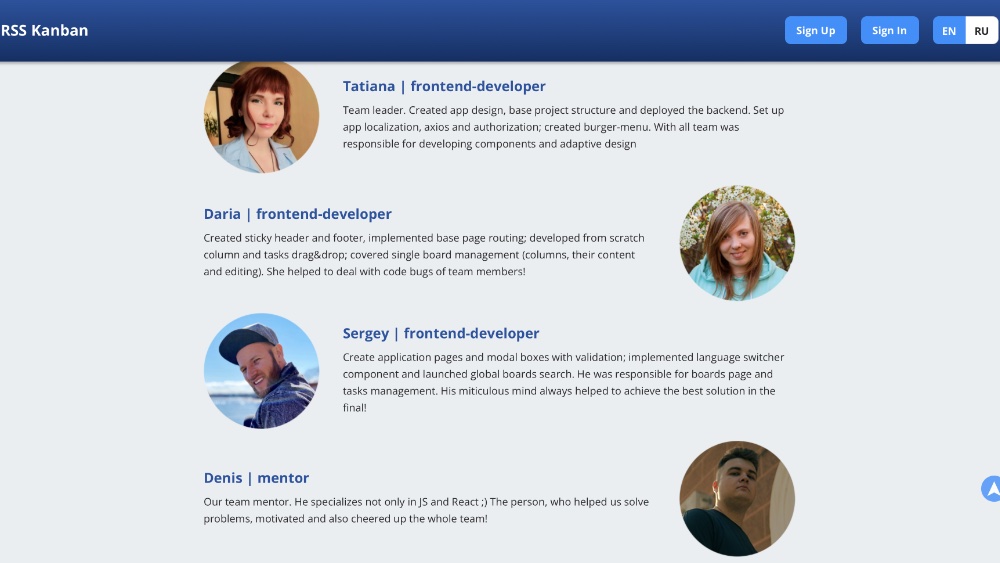 RSS Kanban
Sign Up
Sign In
EN
RU
Tatiana | frontend-developer
Team leader. Created app design, base project structure and deployed the backend. Set up
app localization, axios and authorization; created burger-menu. With all team was
responsible for developing components and adaptive design
Daria | frontend-developer
Created sticky header and footer, implemented base page routing; developed from scratch
column and tasks drag&drop; covered single board management (columns, their content
and editing). She helped to deal with code bugs of team members!
Sergey | frontend-developer
Create application pages and modal boxes with validation; implemented language switcher
component and launched global boards search. He was responsible for boards page and
tasks management. His miticulous mind always helped to achieve the best solution in the
final!
Denis | mentor
Our team mentor. He specializes not only in JS and React ;) The person, who helped us solve
problems, motivated and also cheered up the whole team!